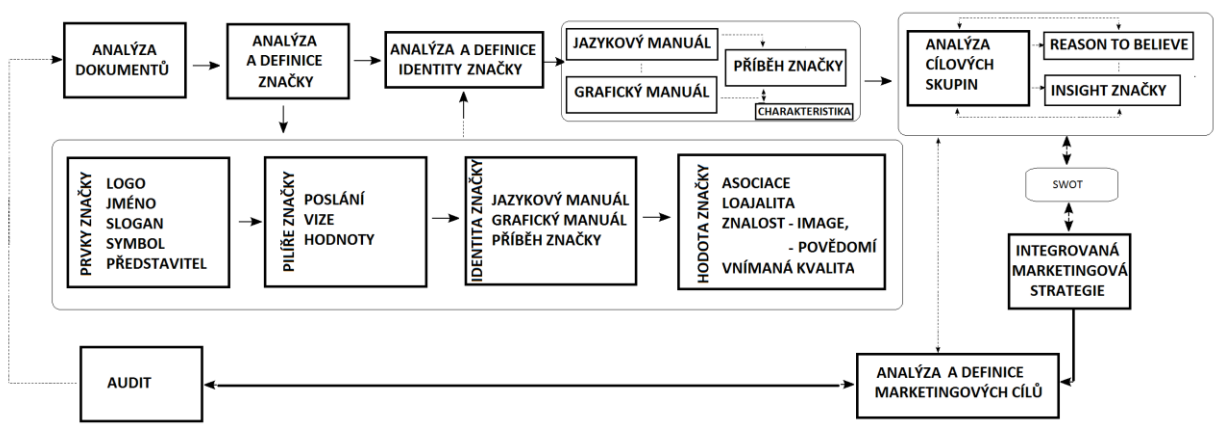 ANALÝZA
DOKUMENTŮ
ANALÝZA
A DEFINICE
ZNAČKY
ANALÝZA A DEFINICE
IDENTITY ZNAČKY
JAZYKOVÝ MANUÁL
GRAFICKÝ MANUÁL
PŘÍBĚH ZNAČKY
CHARAKTERISTIKA
ANALÝZA
CÍLOVÝCH
SKUPIN
REASON TO BELIEVE
INSIGHT ZNAČKY
PRVKY ZNAČKY
LOGO
JMÉNO
SLOGAN
SYMBOL
PŘEDSTAVITEL
PILÍŘE ZNAČKY
POSLÁNÍ
VIZE
HODNOTY
IDENTITA ZNAČKY
JAZYKOVÝ MANUÁL
GRAFICKÝ MANUÁL
PŘÍBĚH ZNAČKY
HODOTA ZNAČKY
ASOCIACE
LOAJALITA
ZNALOST - IMAGE,
- POVĚDOMÍ
VNÍMANÁ KVALITA
SWOT
INTEGROVANÁ
MARKETINGOVÁ
STRATEGIE
AUDIT
ANALÝZA A DEFINICE
MARKETINGOVÝCH CÍLŮ